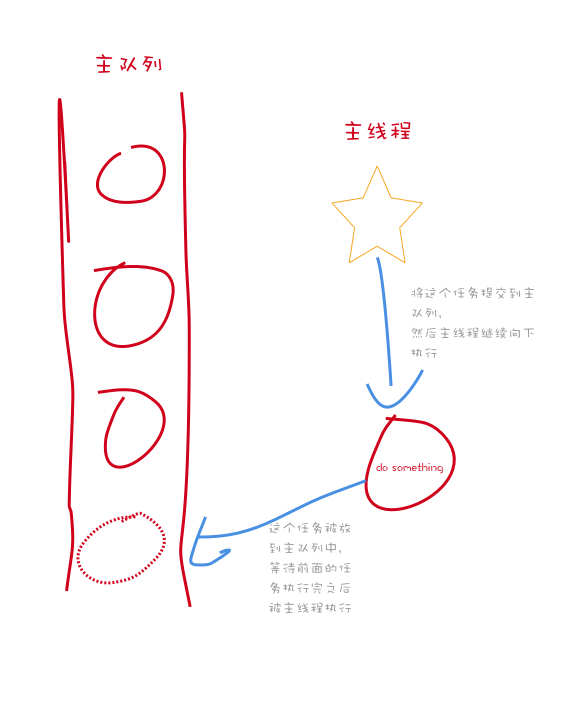 主队列
主线程
将这个任务提交到主
队列，
然后主线程继续向下
执行
do something
这个任务被放
到主队列中，
等待前面的任
务执行完之后
被主线程执行